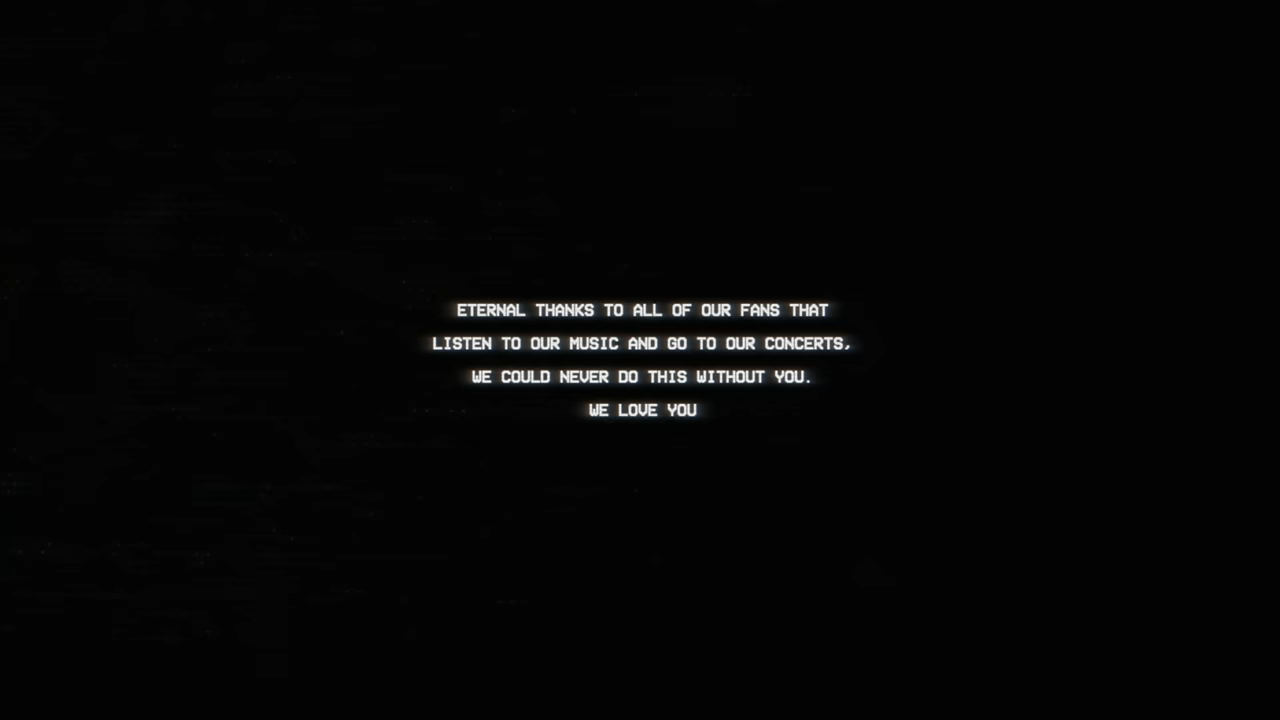 ETERNAL THANKS TO ALL OF OUR FANS THAT
LISTEN TO OUR MUSIC AND GO TO OUR CONCERTS,
WE COULD NEVER DO THIS WITHOUT YOU.
WE LOVE YOU